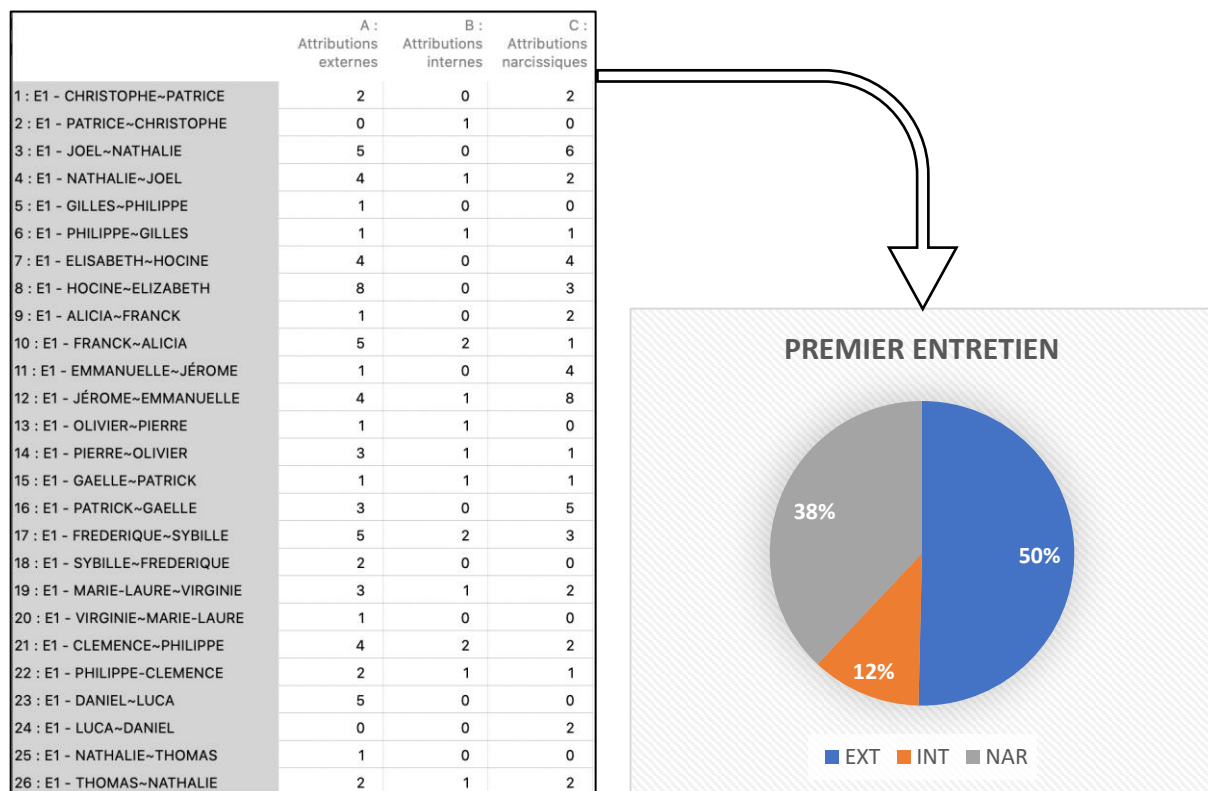 A : B : C :
Attributions Attributions Attributions
externes internes narcissiques
1 : E1 - CHRISTOPHE~PATRICE 2 0 2
2 : E1 - PATRICE~CHRISTOPHE 0 1 0
3 : E1 - JOEL~NATHALIE 5 0 6
4 : E1 - NATHALIE~JOEL 4 1 2
5 : E1 - GILLES~PHILIPPE 1 0 0
6 : E1 - PHILIPPE~GILLES 1 1 1
7 : E1 - ELISABETH~HOCINE 4 0 4
8 : E1 - HOCINE~ELIZABETH 8 0 3
9 : E1 - ALICIA~FRANCK 1 0 2
10 : E1 - FRANCK~ALICIA 5 2 1
11 : E1 - EMMANUELLE~JÉROME 1 0 4
12 : E1 - JÉROME~EMMANUELLE 4 1 8
13 : E1 - OLIVIER~PIERRE 1 1 0
14 : E1 - PIERRE~OLIVIER 3 1 1
15 : E1 - GAELLE~PATRICK 1 1 1
16 : E1 - PATRICK~GAELLE 3 0 5
17 : E1 - FREDERIQUE~SYBILLE 5 2 3
18 : E1 - SYBILLE~FREDERIQUE 2 0 0
19 : E1 - MARIE-LAURE~VIRGINIE 3 1 2
20 : E1 - VIRGINIE~MARIE-LAURE 1 0 0
21 : E1 - CLEMENCE~PHILIPPE 4 2 2
22 : E1 - PHILIPPE-CLEMENCE 2 1 1
23 : E1 - DANIEL~LUCA 5 0 0
24 : E1 - LUCA~DANIEL 0 0 2
25 : E1 - NATHALIE~THOMAS 1 0 0
26 : E1 - THOMAS~NATHALIE 2 1 2
PREMIER ENTRETIEN
38%
50%
12%
EXT INT NAR